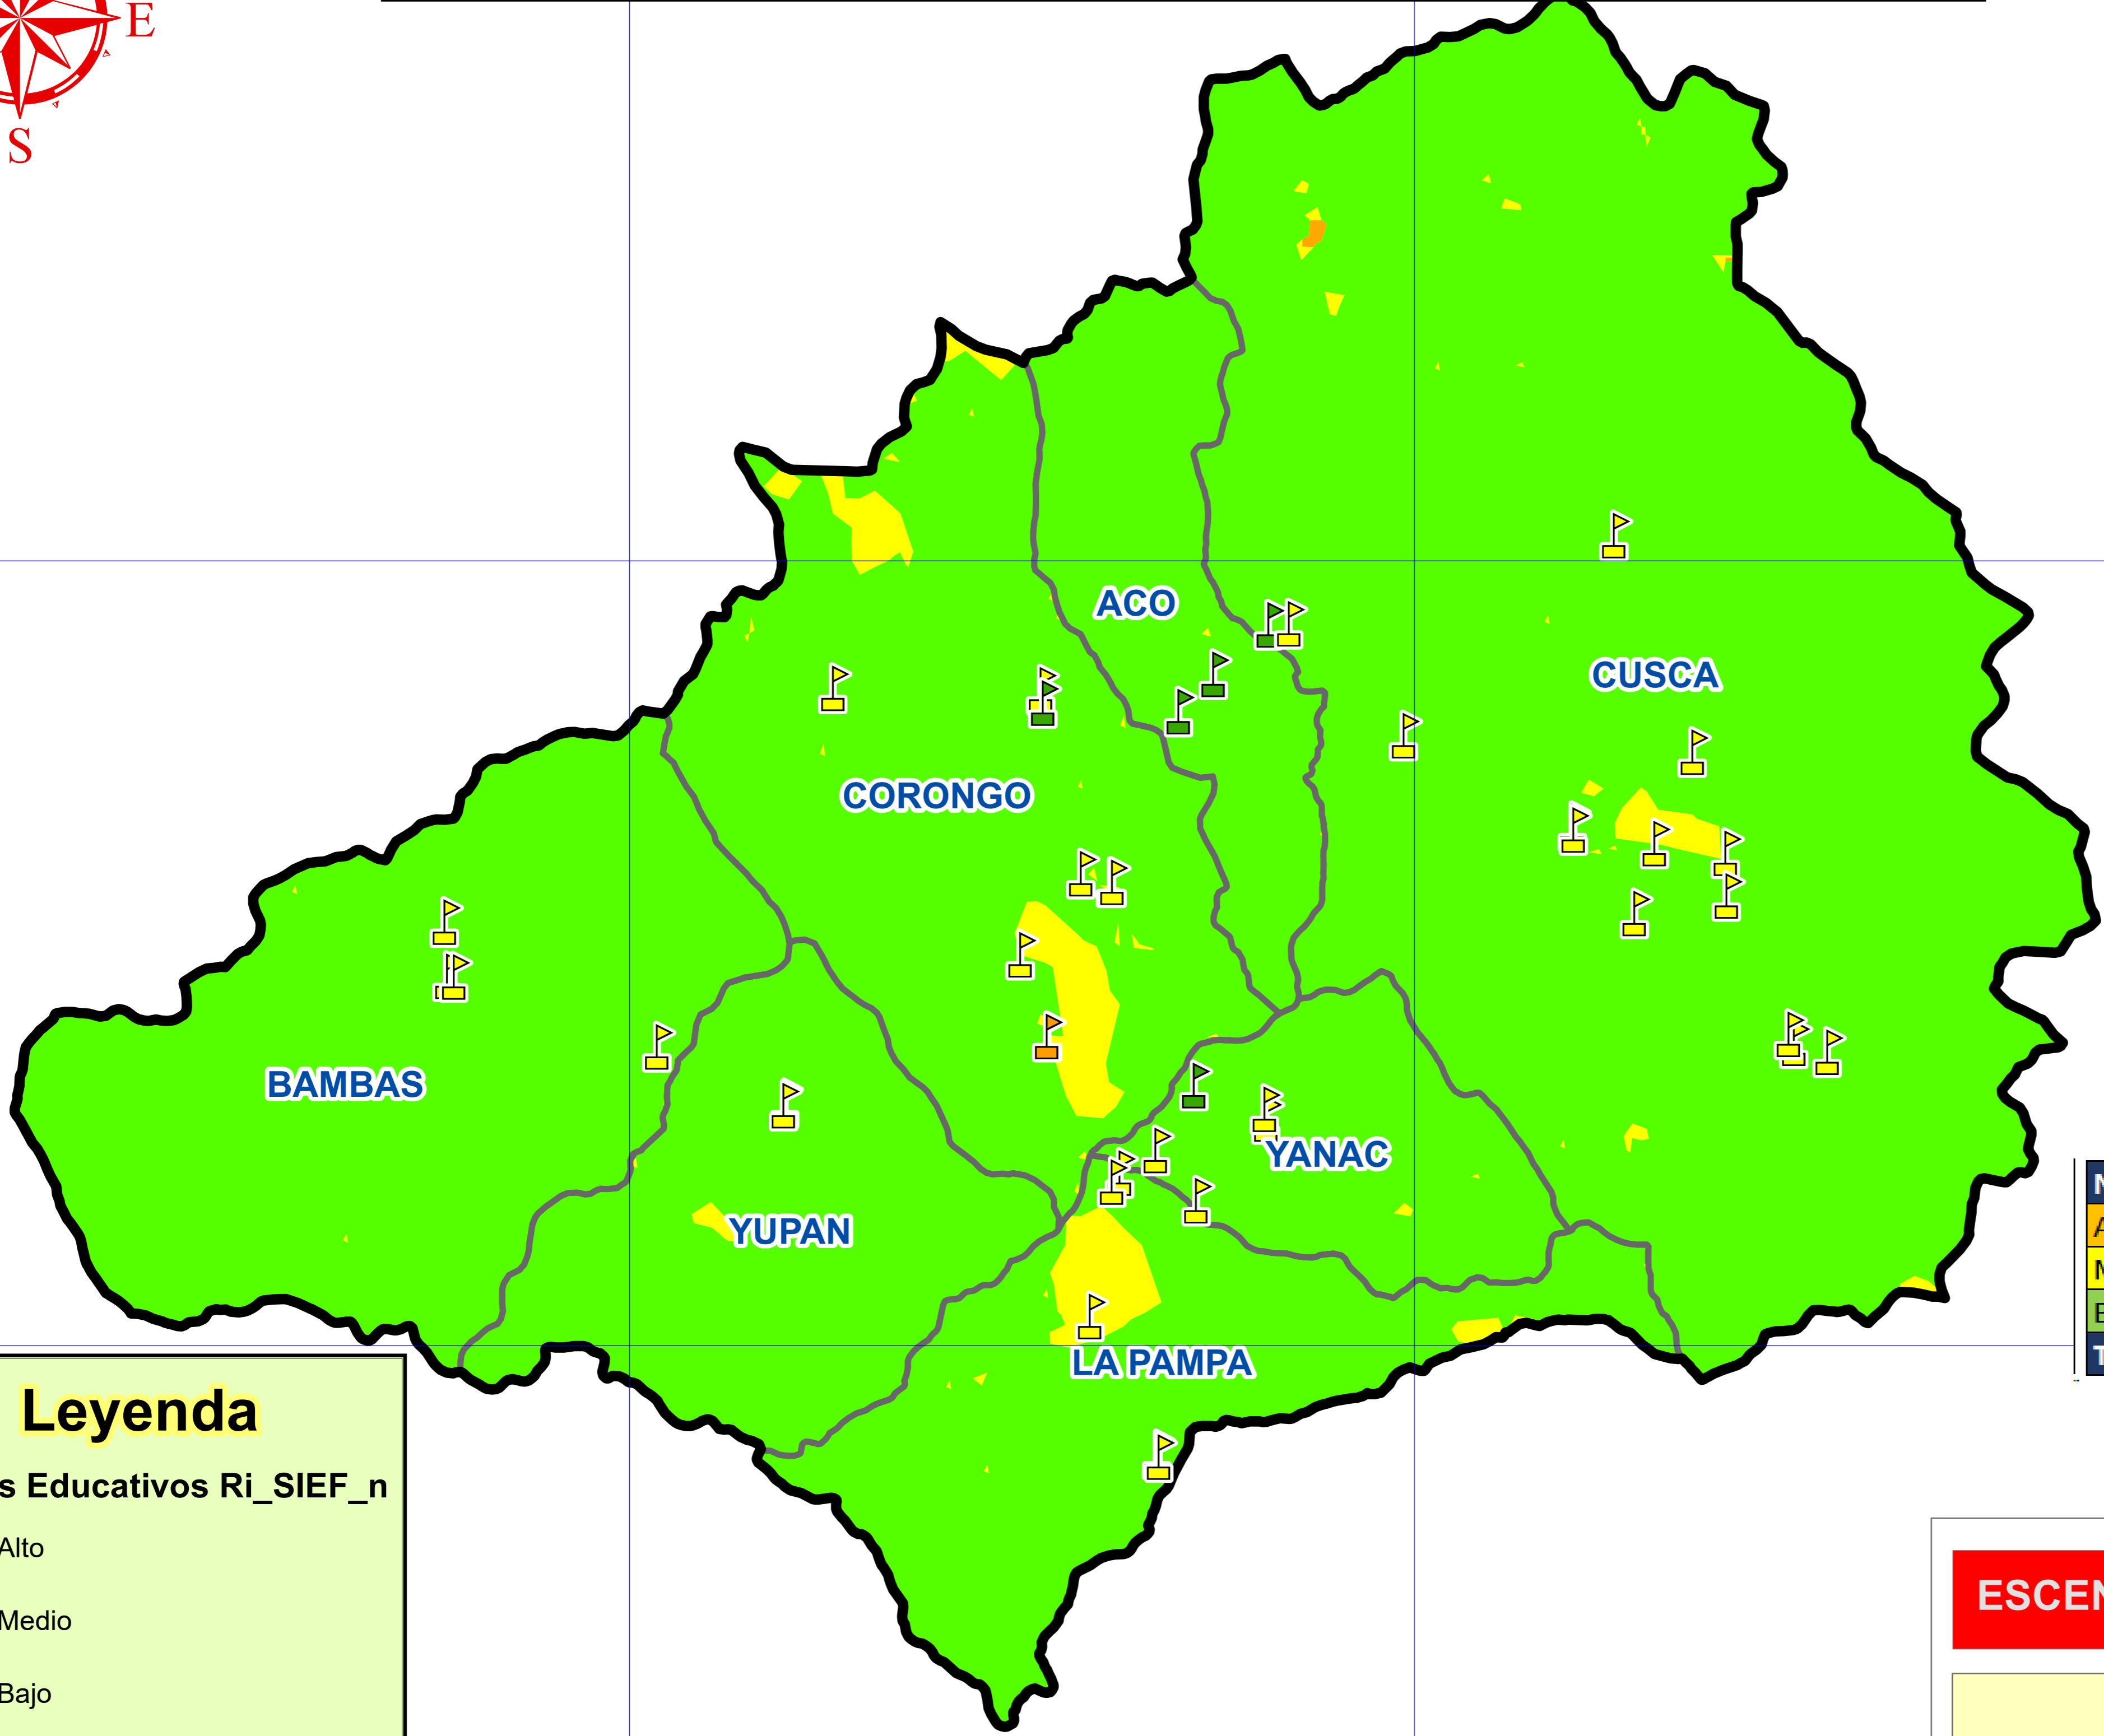 E
S
ACO
CUSCA
CORONGO
BAMBAS
YANAC
YUPAN
LA PAMPA
Leyenda
s Educativos Ri_SIEF_n
Alto
Medio
Bajo
N
A
M
B
T
ESCEN